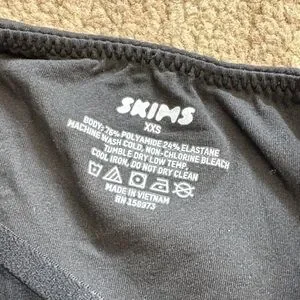 SKIMS
XXS
BODY: 76% POLYAMIDE 24% ELASTANE
MACHINE WASH COLD, NON-CHLORINE BLEACH
TUMBLE DRY LOW TEMP,
COOL IRON, DO NOT DRY CLEAN
MADE IN VIETNAM
RN 156973